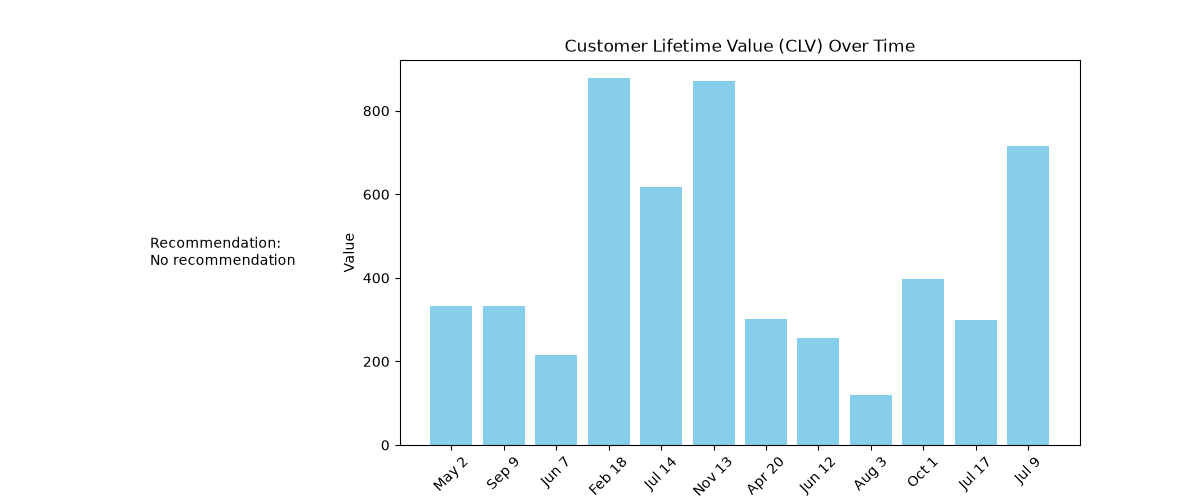 Customer Lifetime Value (CLV) Over Time
Recommendation:
No recommendation
Value
800
600
400
200
0
May 2
Sep 9
Jun 7
Feb 18
Jul 14
Nov 13
Apr 20
Jun 12
Aug 3
Oct 1
Jul 17
Jul 9